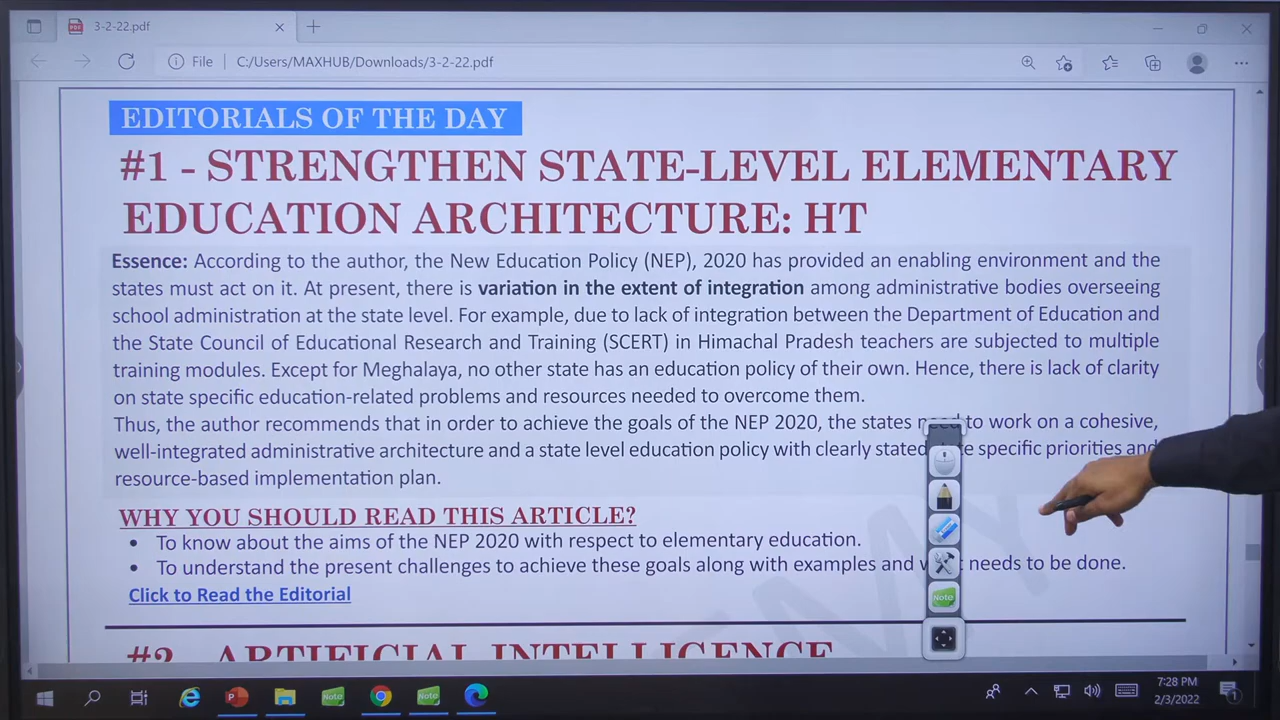 3-2-22.pdf
File
C:/Users/MAXHUB/Downloads/3-2-22.pdf
EDITORIALS OF THE DAY
#1 - STRENGTHEN STATE-LEVEL ELEMENTARY
EDUCATION ARCHITECTURE: HT
Essence: According to the author, the New Education Policy (NEP), 2020 has provided an enabling environment and the
states must act on it. At present, there is variation in the extent of integration among administrative bodies overseeing
school administration at the state level. For example, due to lack of integration between the Department of Education and
the State Council of Educational Research and Training (SCERT) in Himachal Pradesh teachers are subjected to multiple
training modules. Except for Meghalaya, no other state has an education policy of their own. Hence, there is lack of clarity
on state specific education-related problems and resources needed to overcome them.
Thus, the author recommends that in order to achieve the goals of the NEP 2020, the states need to work on a cohesive,
well-integrated administrative architecture and a state level education policy with clearly stated specific priorities and
resource-based implementation plan.
WHY YOU SHOULD READ THIS ARTICLE?
• To know about the aims of the NEP 2020 with respect to elementary education.
• To understand the present challenges to achieve these goals along with examples and needs to be done.
Click to Read the Editorial
#2 ARTIFICIAL INTELLIGENCE
Note
Note
Note
7:28 PM
2/3/2022